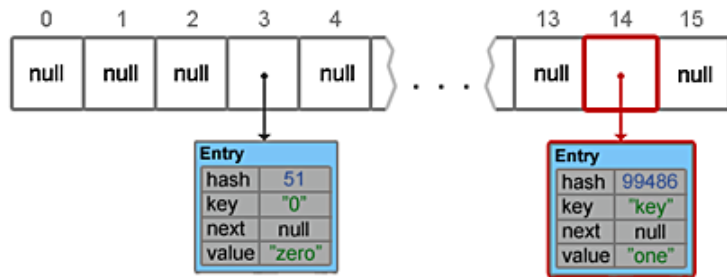 0 1 2 3 4 13 14 15
null null null null . . . null null
Entry
hash 51
key "0"
next null
value "zero"
Entry
hash 99486
key "key"
next null
value "one"